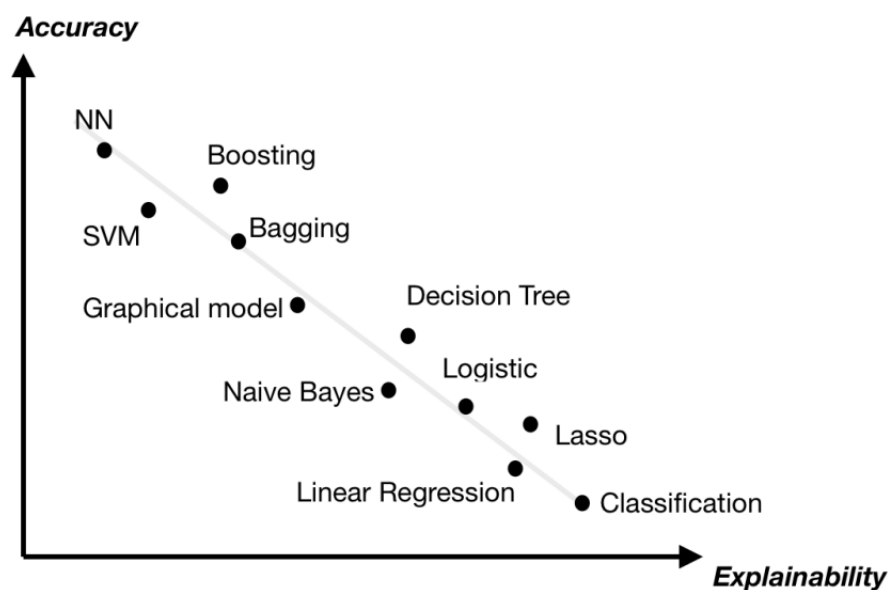 Accuracy
NN
Boosting
SVM
Bagging
Graphical model
Decision Tree
Logistic
Naive Bayes
Lasso
Linear Regression
Classification
Explainability